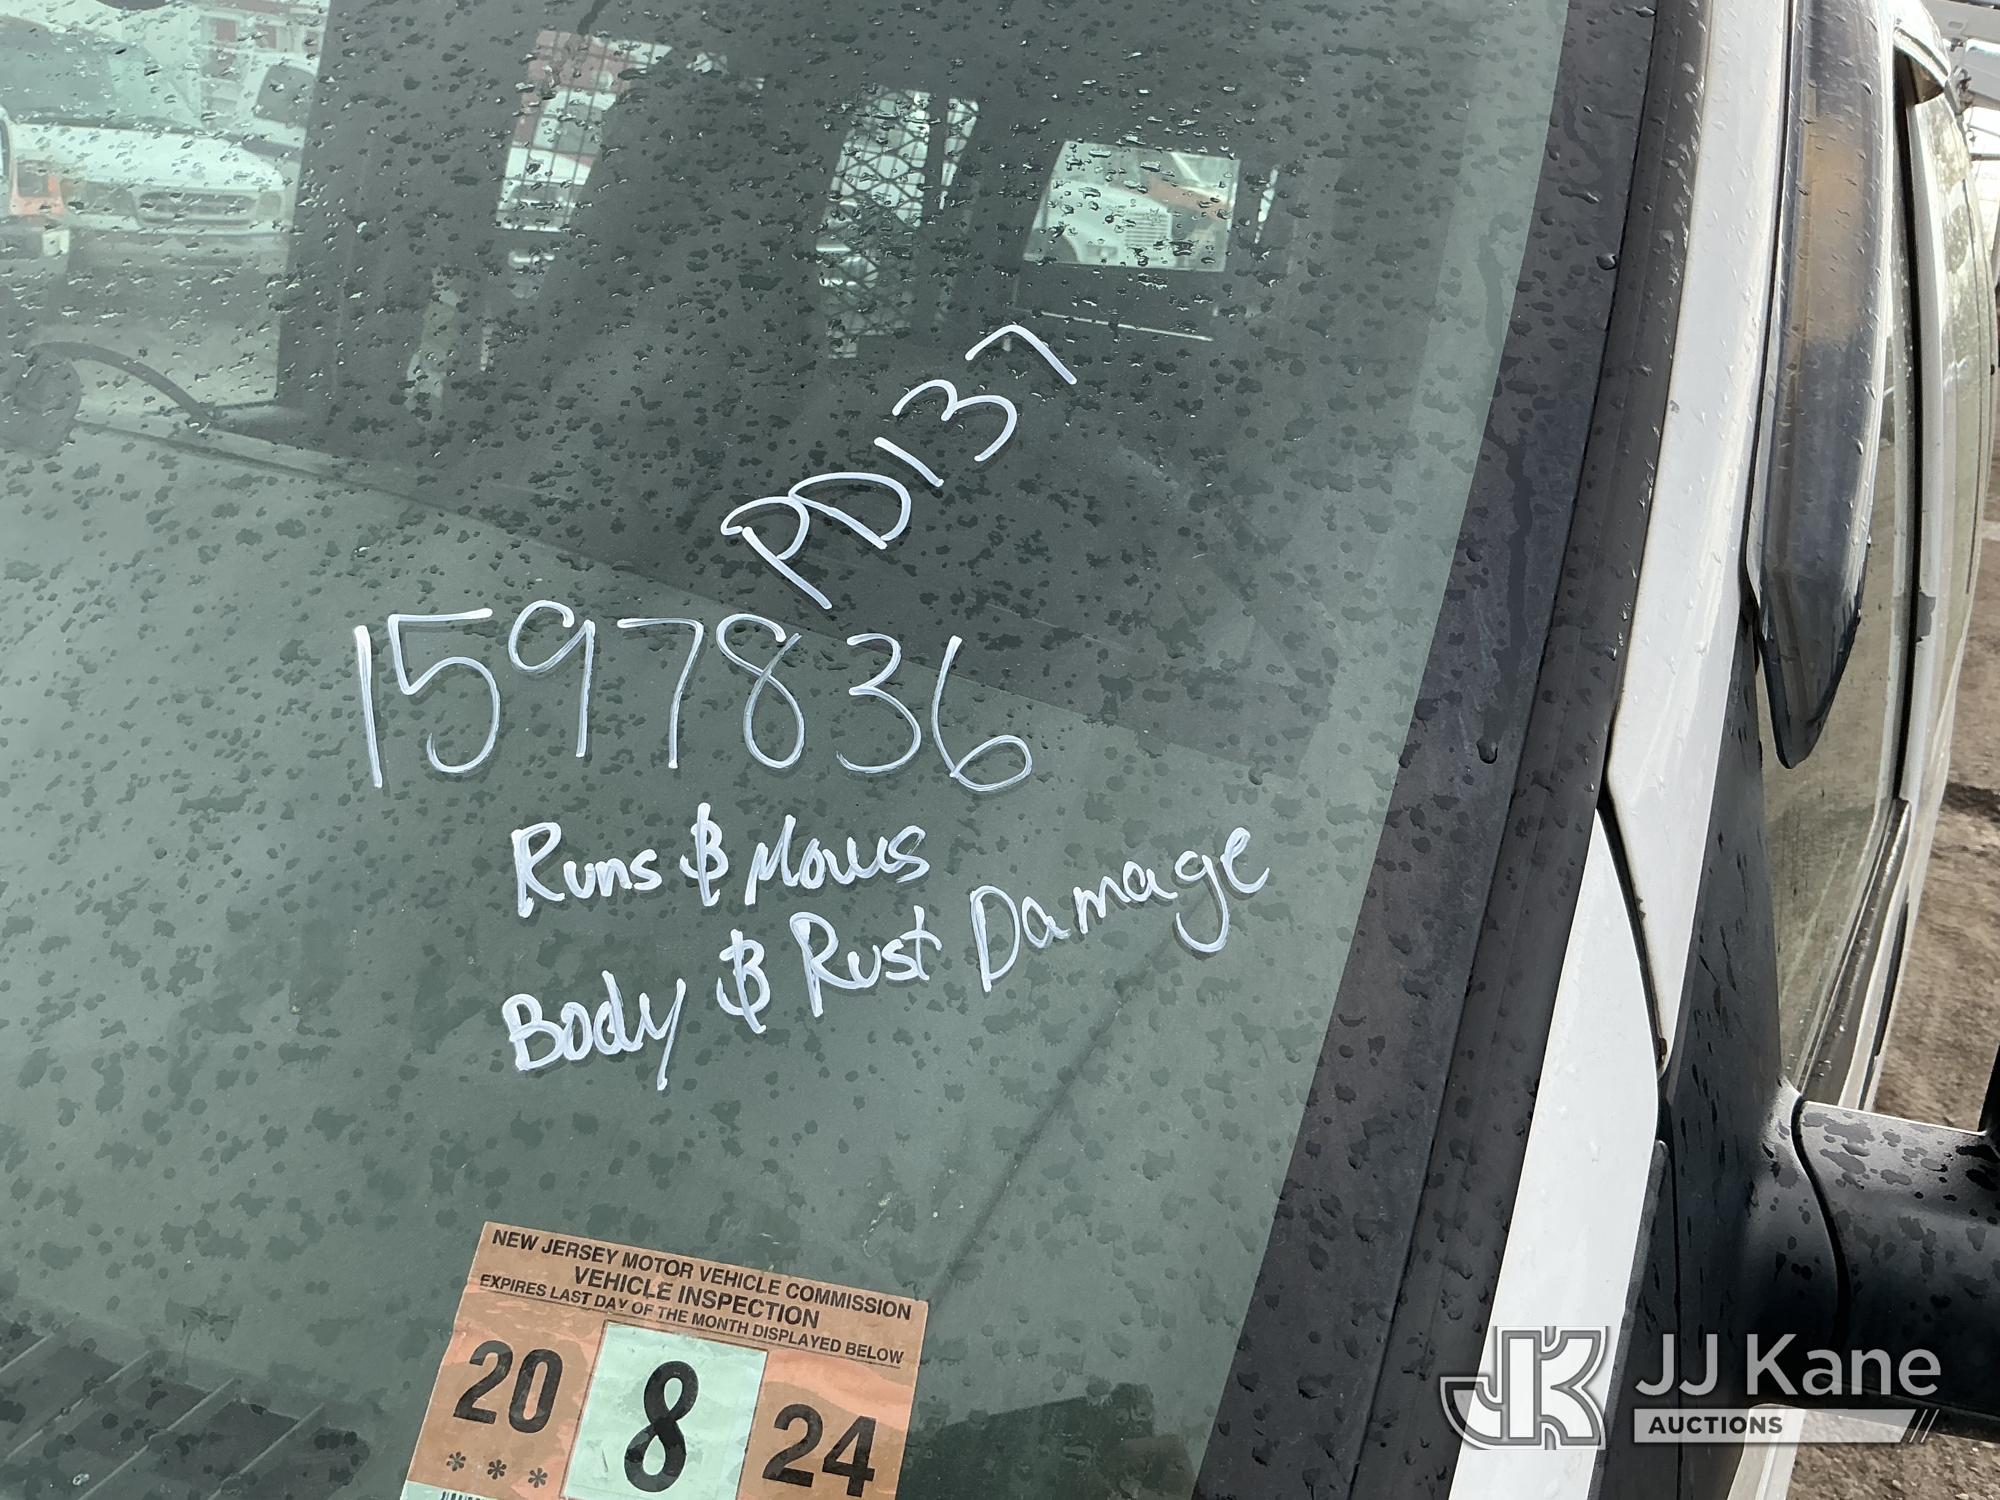 PD137
1597836
Runs & Moves
Body & Rust Damage
NEW JERSEY MOTOR VEHICLE COMMISSION
VEHICLE INSPECTION
EXPIRES LAST DAY OF THE MONTH DISPLAYED BELOW
20 8 24
***
JK JJ Kane
AUCTIONS